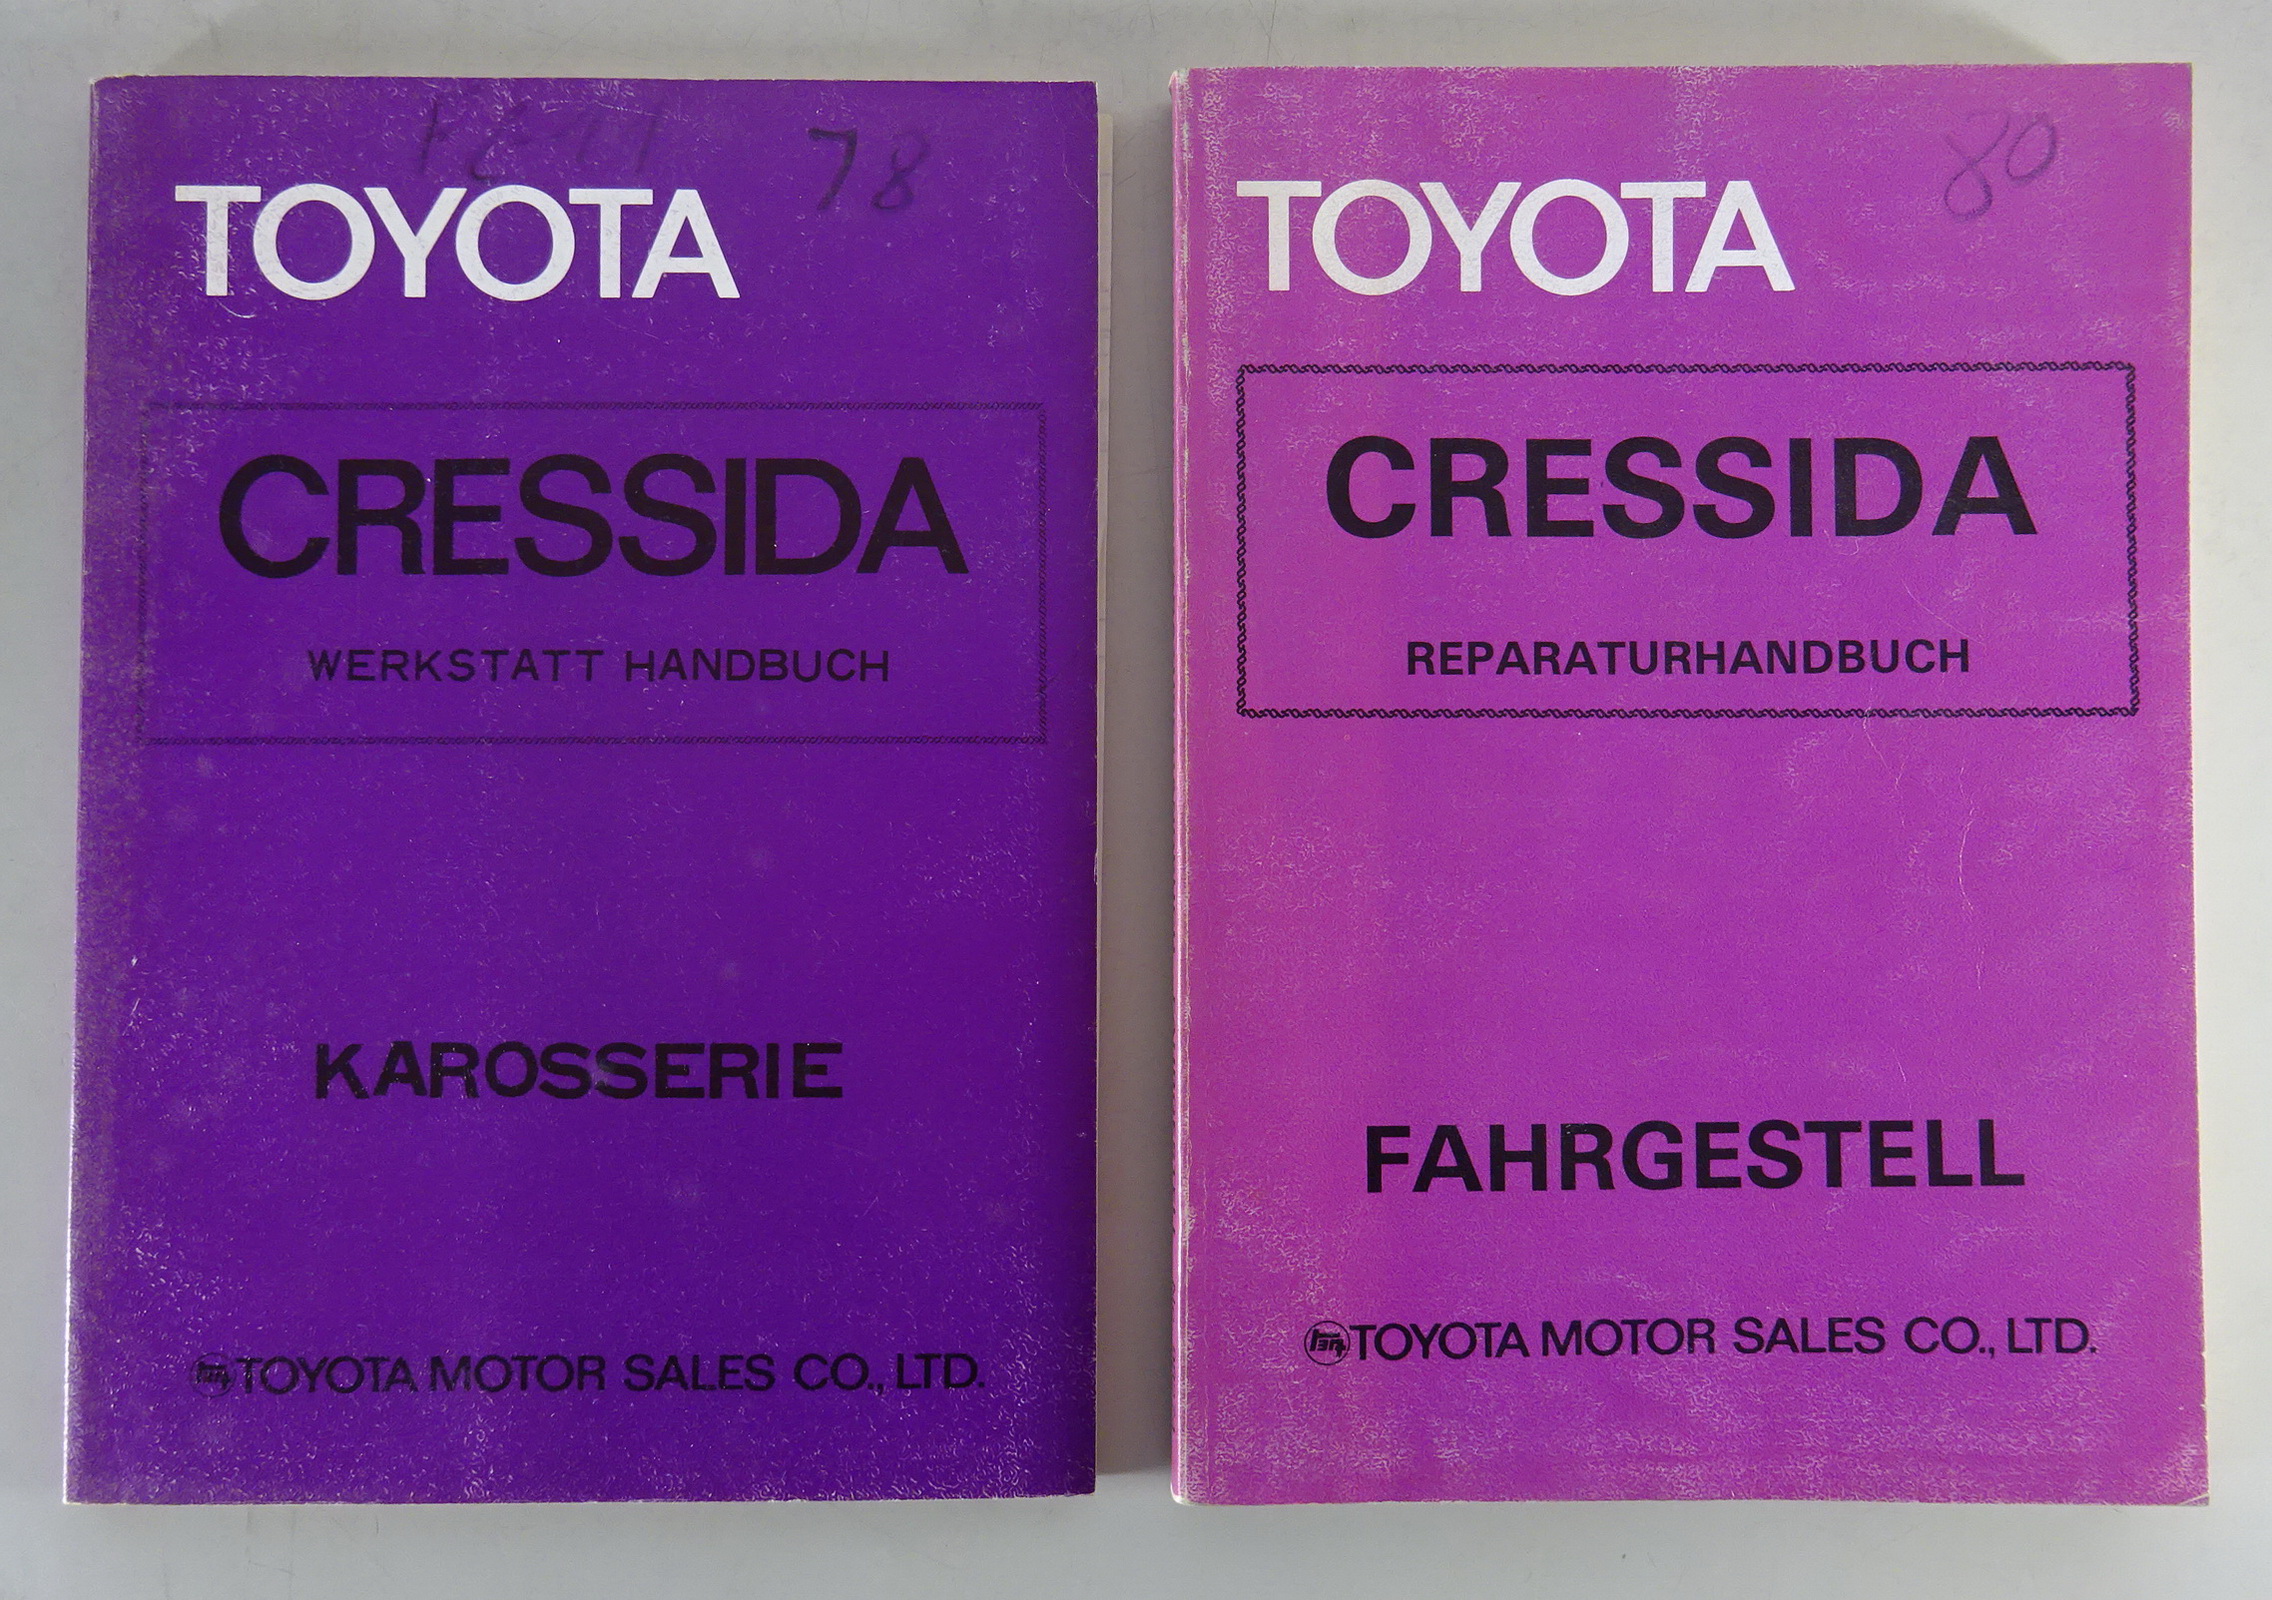 78
TOYOTA
CRESSIDA
WERKSTATT HANDBUCH
KAROSSERIE
TOYOTA MOTOR SALES CO., LTD.
80
TOYOTA
CRESSIDA
REPARATURHANDBUCH
FAHRGESTELL
TOYOTA MOTOR SALES CO., LTD.